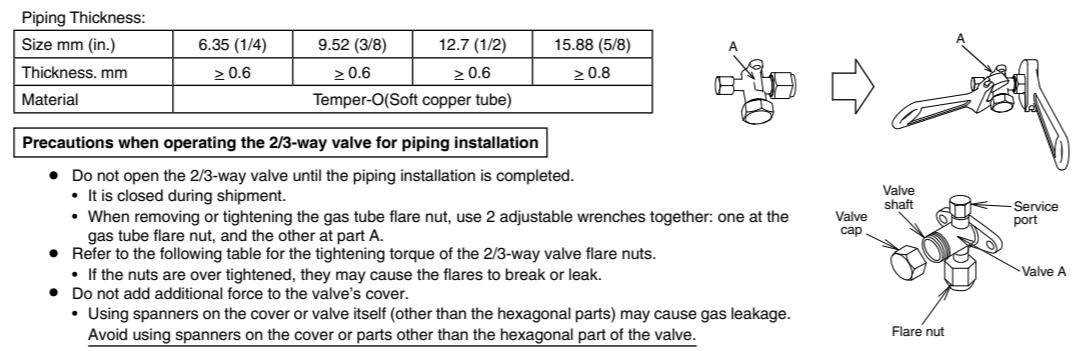 Piping Thickness:
Size mm (in.) 6.35 (1/4) 9.52 (3/8) 12.7 (1/2) 15.88 (5/8)
Thickness. mm ≥ 0.6 ≥ 0.6 ≥ 0.6 ≥ 0.8
Material Temper-O(Soft copper tube)
A
A
Precautions when operating the 2/3-way valve for piping installation
● Do not open the 2/3-way valve until the piping installation is completed.
• It is closed during shipment.
• When removing or tightening the gas tube flare nut, use 2 adjustable wrenches together: one at the
gas tube flare nut, and the other at part A.
● Refer to the following table for the tightening torque of the 2/3-way valve flare nuts.
• If the nuts are over tightened, they may cause the flares to break or leak.
● Do not add additional force to the valve's cover.
• Using spanners on the cover or valve itself (other than the hexagonal parts) may cause gas leakage.
Avoid using spanners on the cover or parts other than the hexagonal part of the valve.
Valve
shaft
Valve
cap
Service
port
Valve A
Flare nut